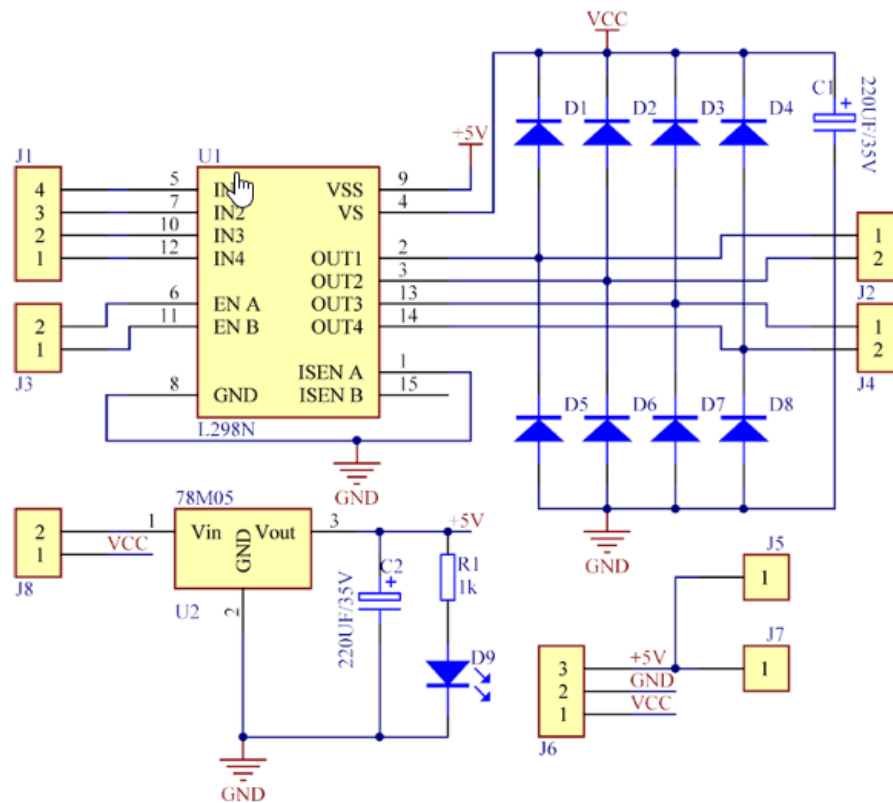 VCC
C1
220UF/35V
D1 D2 D3 D4
+5V
J1
U1
4 5 IN VSS 9
3 7 IN2 VS 4
2 10 IN3
1 12 IN4 OUT1 2
OUT2 3
6 EN A OUT3 13
2 11 EN B OUT4 14
1
J3
ISEN A 1
8 GND ISEN B 15
L298N
GND
1
2
J2
1
2
J4
D5 D6 D7 D8
GND
78M05
2 1 Vin Vout 3 +5V
1 VCC
J8
GND
U2
2
C2
220UF/35V
R1
1k
D9
GND
J5
1
J7
3 +5V 1
2 GND
1 VCC
J6